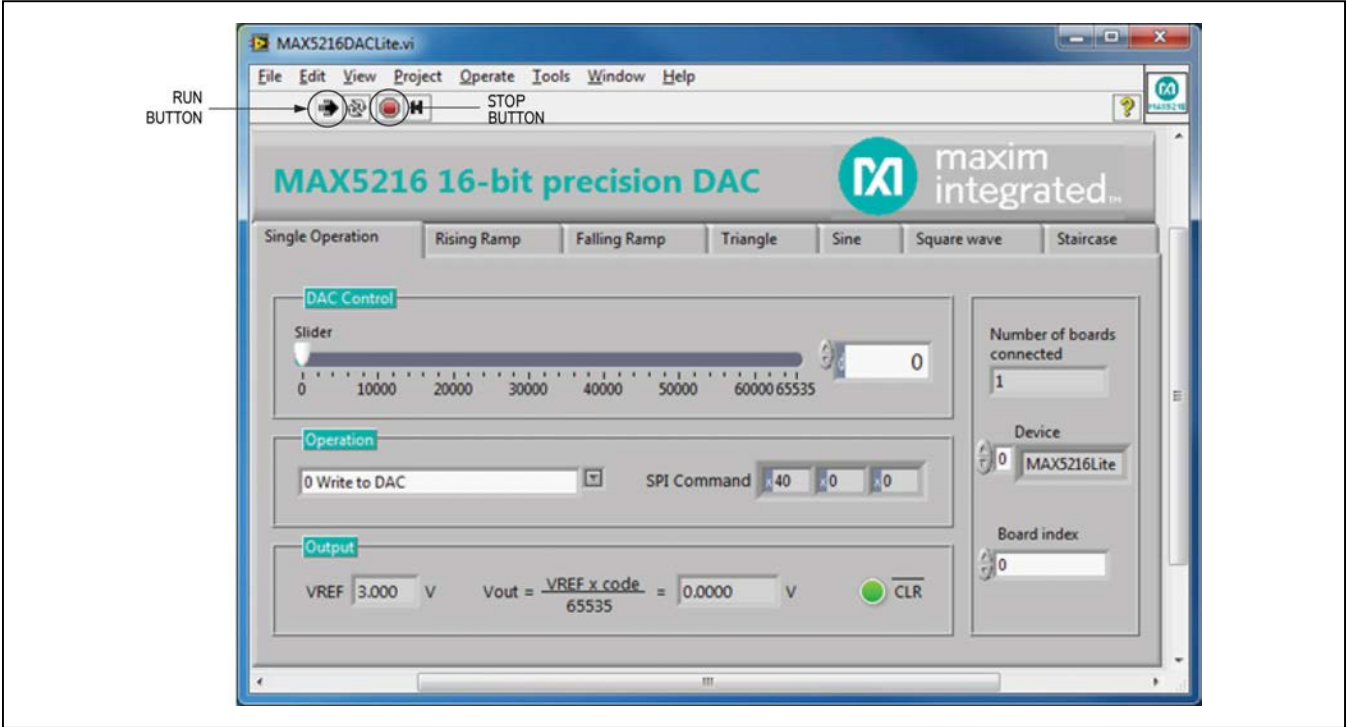 MAX5216DACLite.vi
File Edit View Project Operate Tools Window Help
RUN
BUTTON
STOP
BUTTON
MAX5216
MAX5216 16-bit precision DAC
maxim
integrated™
Single Operation Rising Ramp Falling Ramp Triangle Sine Square wave Staircase
DAC Control
Slider
d 0
0 10000 20000 30000 40000 50000 60000 65535
Operation
0 Write to DAC
SPI Command x 40 x 0 x 0
Output
VREF 3.000 V Vout = VREF x code = 0.0000 V CLR
65535
Number of boards
connected
1
Device
0 MAX5216Lite
Board index
0